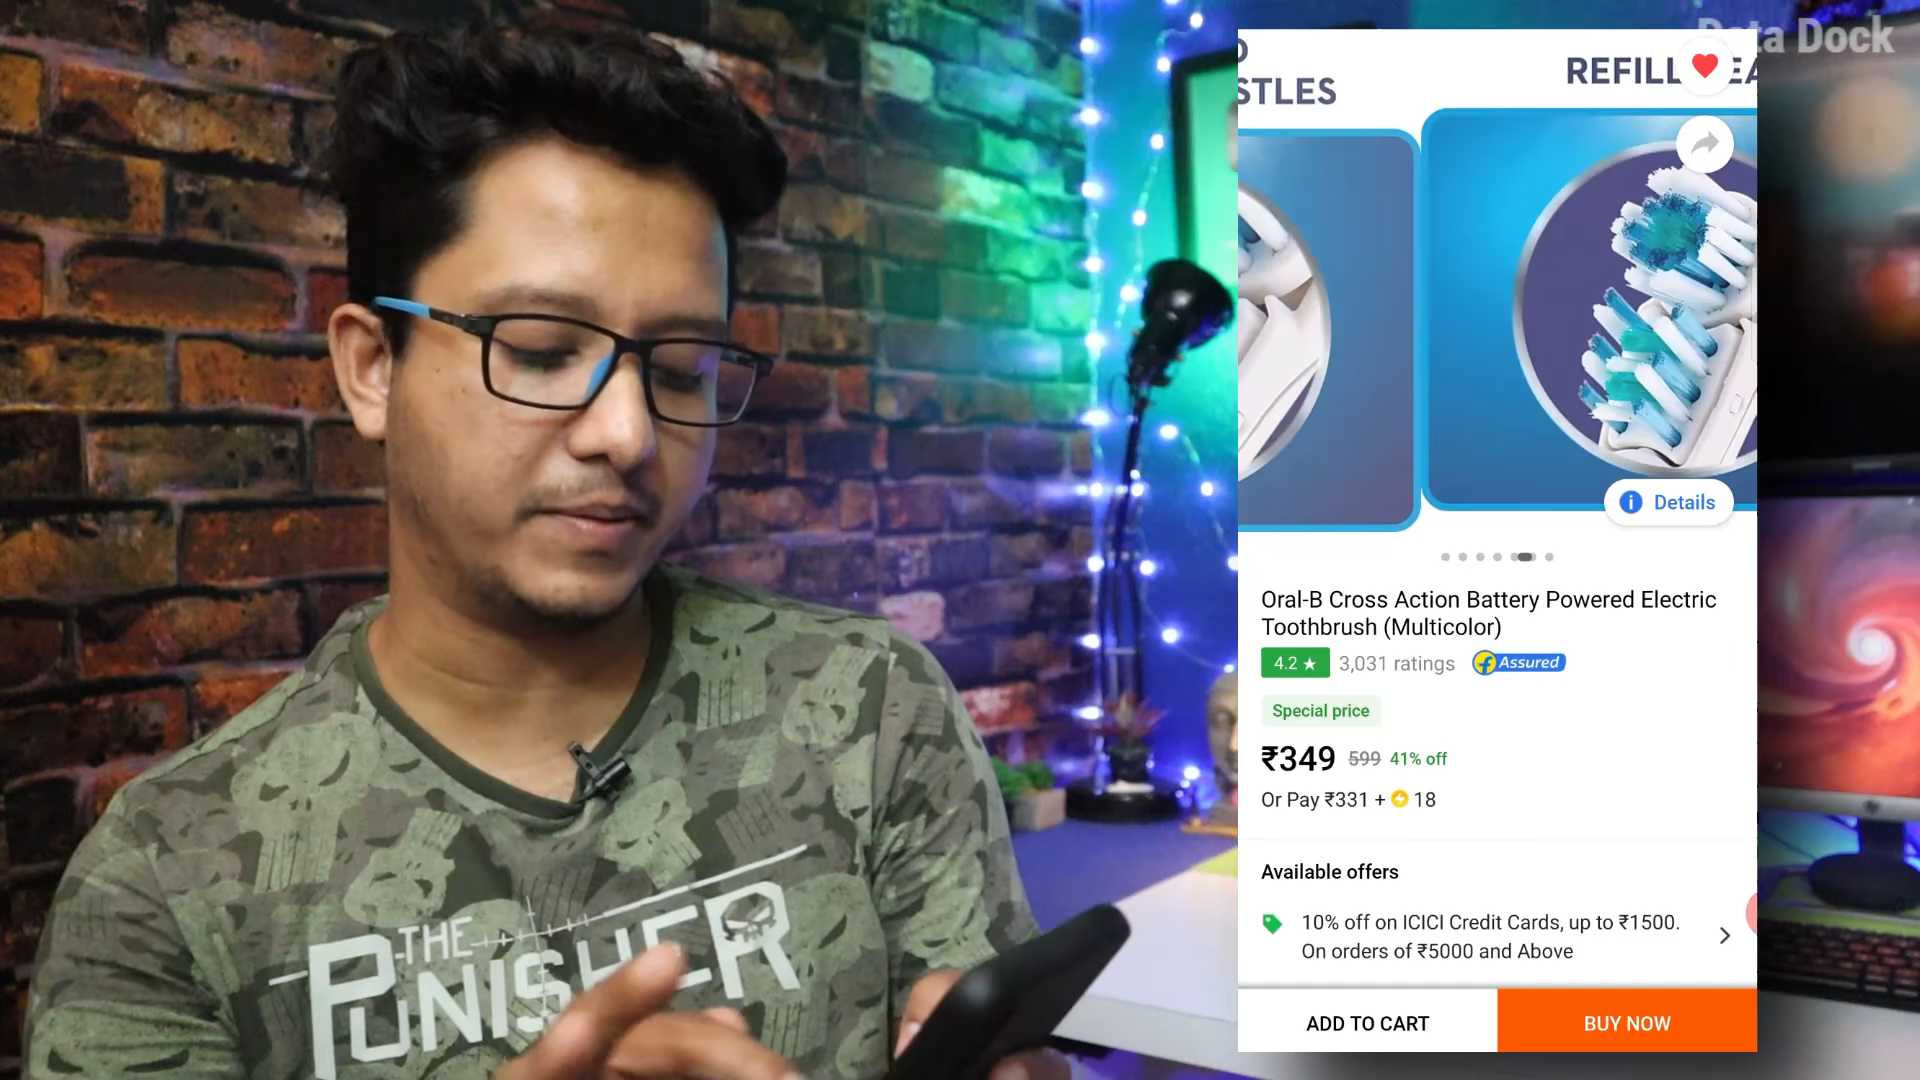 Data Dock
STLES
REFILL
Details
Oral-B Cross Action Battery Powered Electric
Toothbrush (Multicolor)
4.2 ★ 3,031 ratings Assured
Special price
₹349 599 41% off
Or Pay ₹331 + 18
Available offers
10% off on ICICI Credit Cards, up to ₹1500.
On orders of ₹5000 and Above
ADD TO CART BUY NOW
THE
PUNISHER